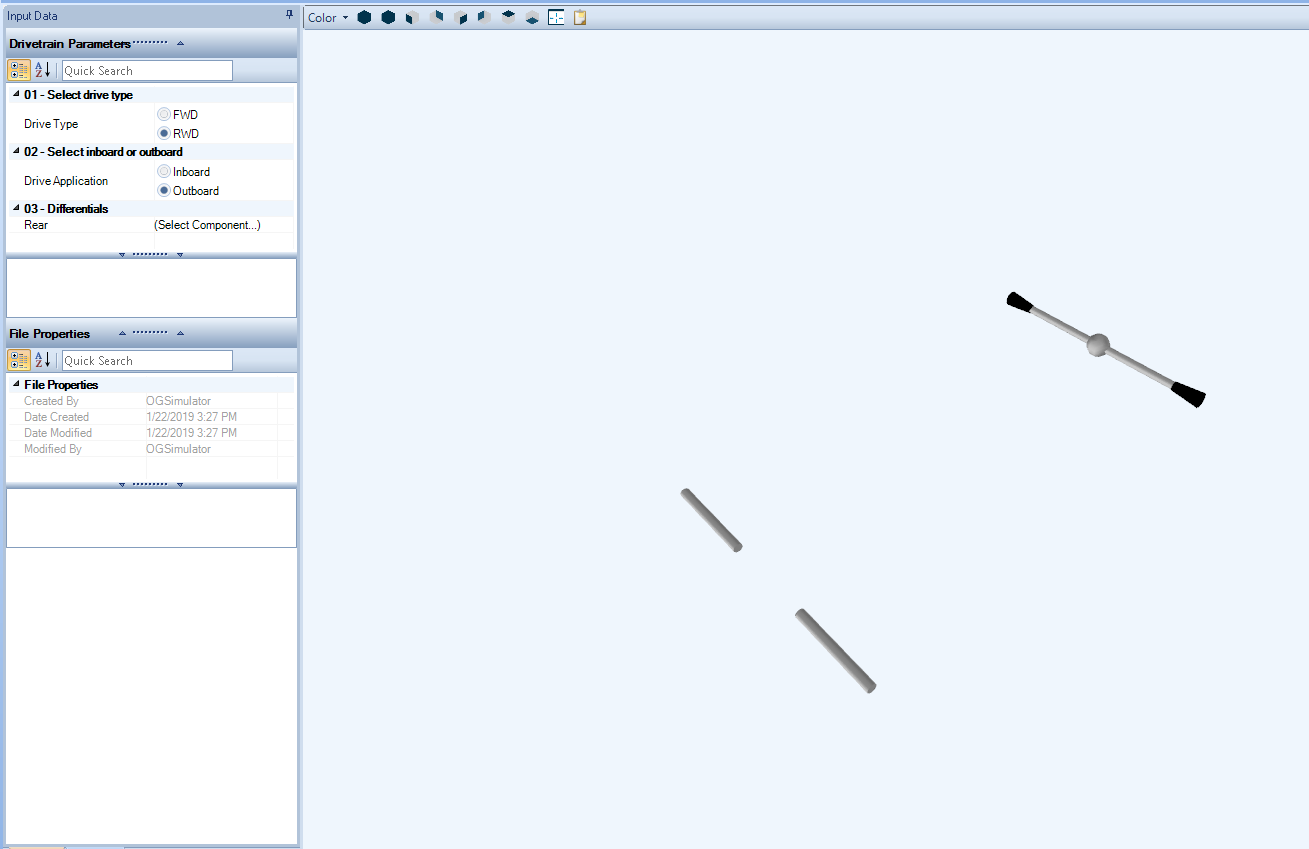 Input Data
Color
Drivetrain Parameters
Quick Search
01 - Select drive type
Drive Type
FWD
RWD
02 - Select inboard or outboard
Drive Application
Inboard
Outboard
03 - Differentials
Rear (Select Component...)
File Properties
Quick Search
File Properties
Created By OGSimulator
Date Created 1/22/2019 3:27 PM
Date Modified 1/22/2019 3:27 PM
Modified By OGSimulator